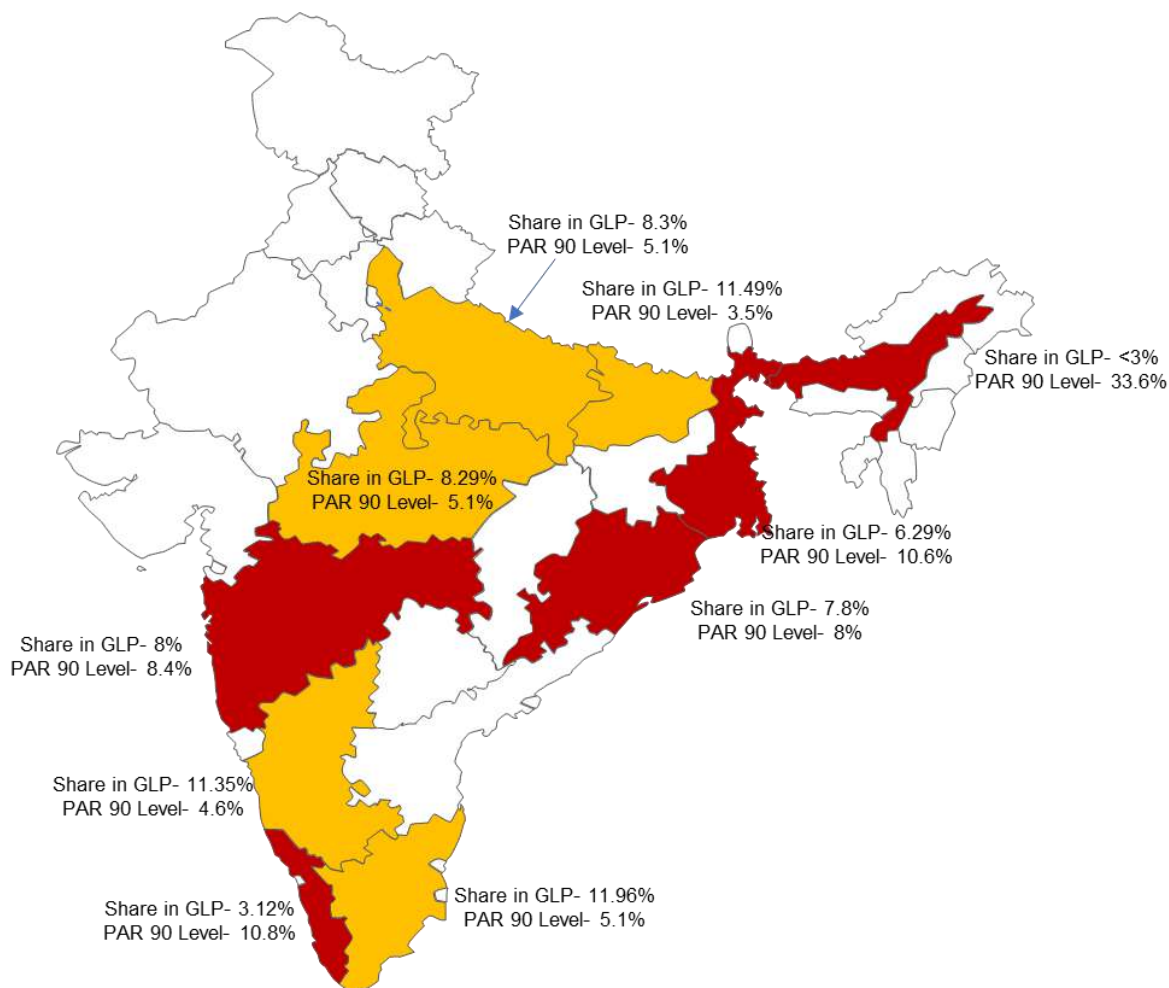 Share in GLP- 8.3%
PAR 90 Level- 5.1%
Share in GLP- 11.49%
PAR 90 Level- 3.5%
Share in GLP- <3%
PAR 90 Level- 33.6%
Share in GLP- 8.29%
PAR 90 Level- 5.1%
Share in GLP- 6.29%
PAR 90 Level- 10.6%
Share in GLP- 7.8%
PAR 90 Level- 8%
Share in GLP- 8%
PAR 90 Level- 8.4%
Share in GLP- 11.35%
PAR 90 Level- 4.6%
Share in GLP- 11.96%
PAR 90 Level- 5.1%
Share in GLP- 3.12%
PAR 90 Level- 10.8%